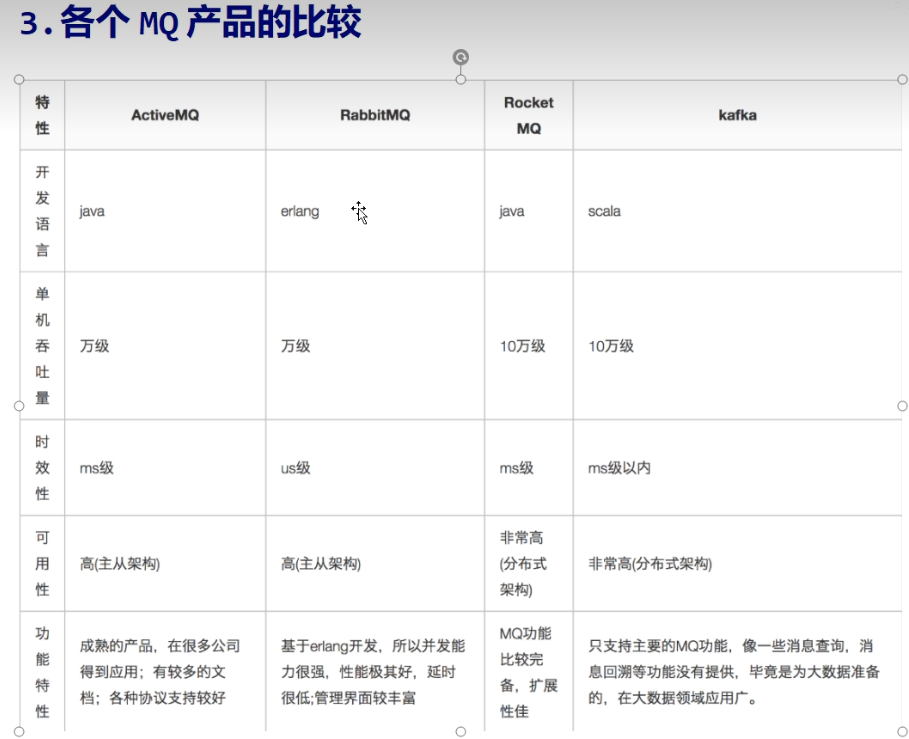 3.各个 MQ 产品的比较
特性
ActiveMQ
RabbitMQ
Rocket
MQ
kafka
开发语言
java
erlang
java
scala
单机吞吐量
万级
万级
10万级
10万级
时效性
ms级
us级
ms级
ms级以内
可用性
高(主从架构)
高(主从架构)
非常高
(分布式
架构)
非常高(分布式架构)
功能特性
成熟的产品，在很多公司
得到应用；有较多的文
档；各种协议支持较好
基于erlang开发，所以并发能
力很强，性能极其好，延时
很低;管理界面较丰富
MQ功能
比较完
备，扩展
性佳
只支持主要的MQ功能，像一些消息查询，消
息回溯等功能没有提供，毕竟是为大数据准备
的，在大数据领域应用广。